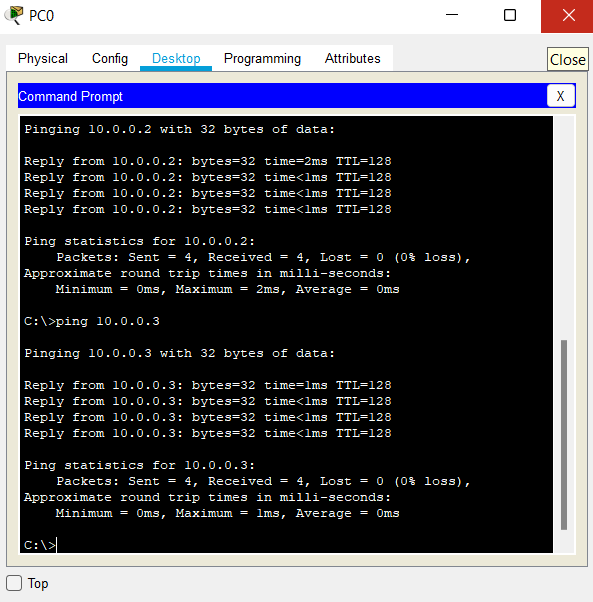 PC0
Physical Config Desktop Programming Attributes
Close
Command Prompt
X
Pinging 10.0.0.2 with 32 bytes of data:
Reply from 10.0.0.2: bytes=32 time=2ms TTL=128
Reply from 10.0.0.2: bytes=32 time<1ms TTL=128
Reply from 10.0.0.2: bytes=32 time<1ms TTL=128
Reply from 10.0.0.2: bytes=32 time<1ms TTL=128
Ping statistics for 10.0.0.2:
    Packets: Sent = 4, Received = 4, Lost = 0 (0% loss),
Approximate round trip times in milli-seconds:
    Minimum = 0ms, Maximum = 2ms, Average = 0ms
C:\>ping 10.0.0.3
Pinging 10.0.0.3 with 32 bytes of data:
Reply from 10.0.0.3: bytes=32 time=1ms TTL=128
Reply from 10.0.0.3: bytes=32 time<1ms TTL=128
Reply from 10.0.0.3: bytes=32 time<1ms TTL=128
Reply from 10.0.0.3: bytes=32 time<1ms TTL=128
Ping statistics for 10.0.0.3:
    Packets: Sent = 4, Received = 4, Lost = 0 (0% loss),
Approximate round trip times in milli-seconds:
    Minimum = 0ms, Maximum = 1ms, Average = 0ms
C:\>
Top